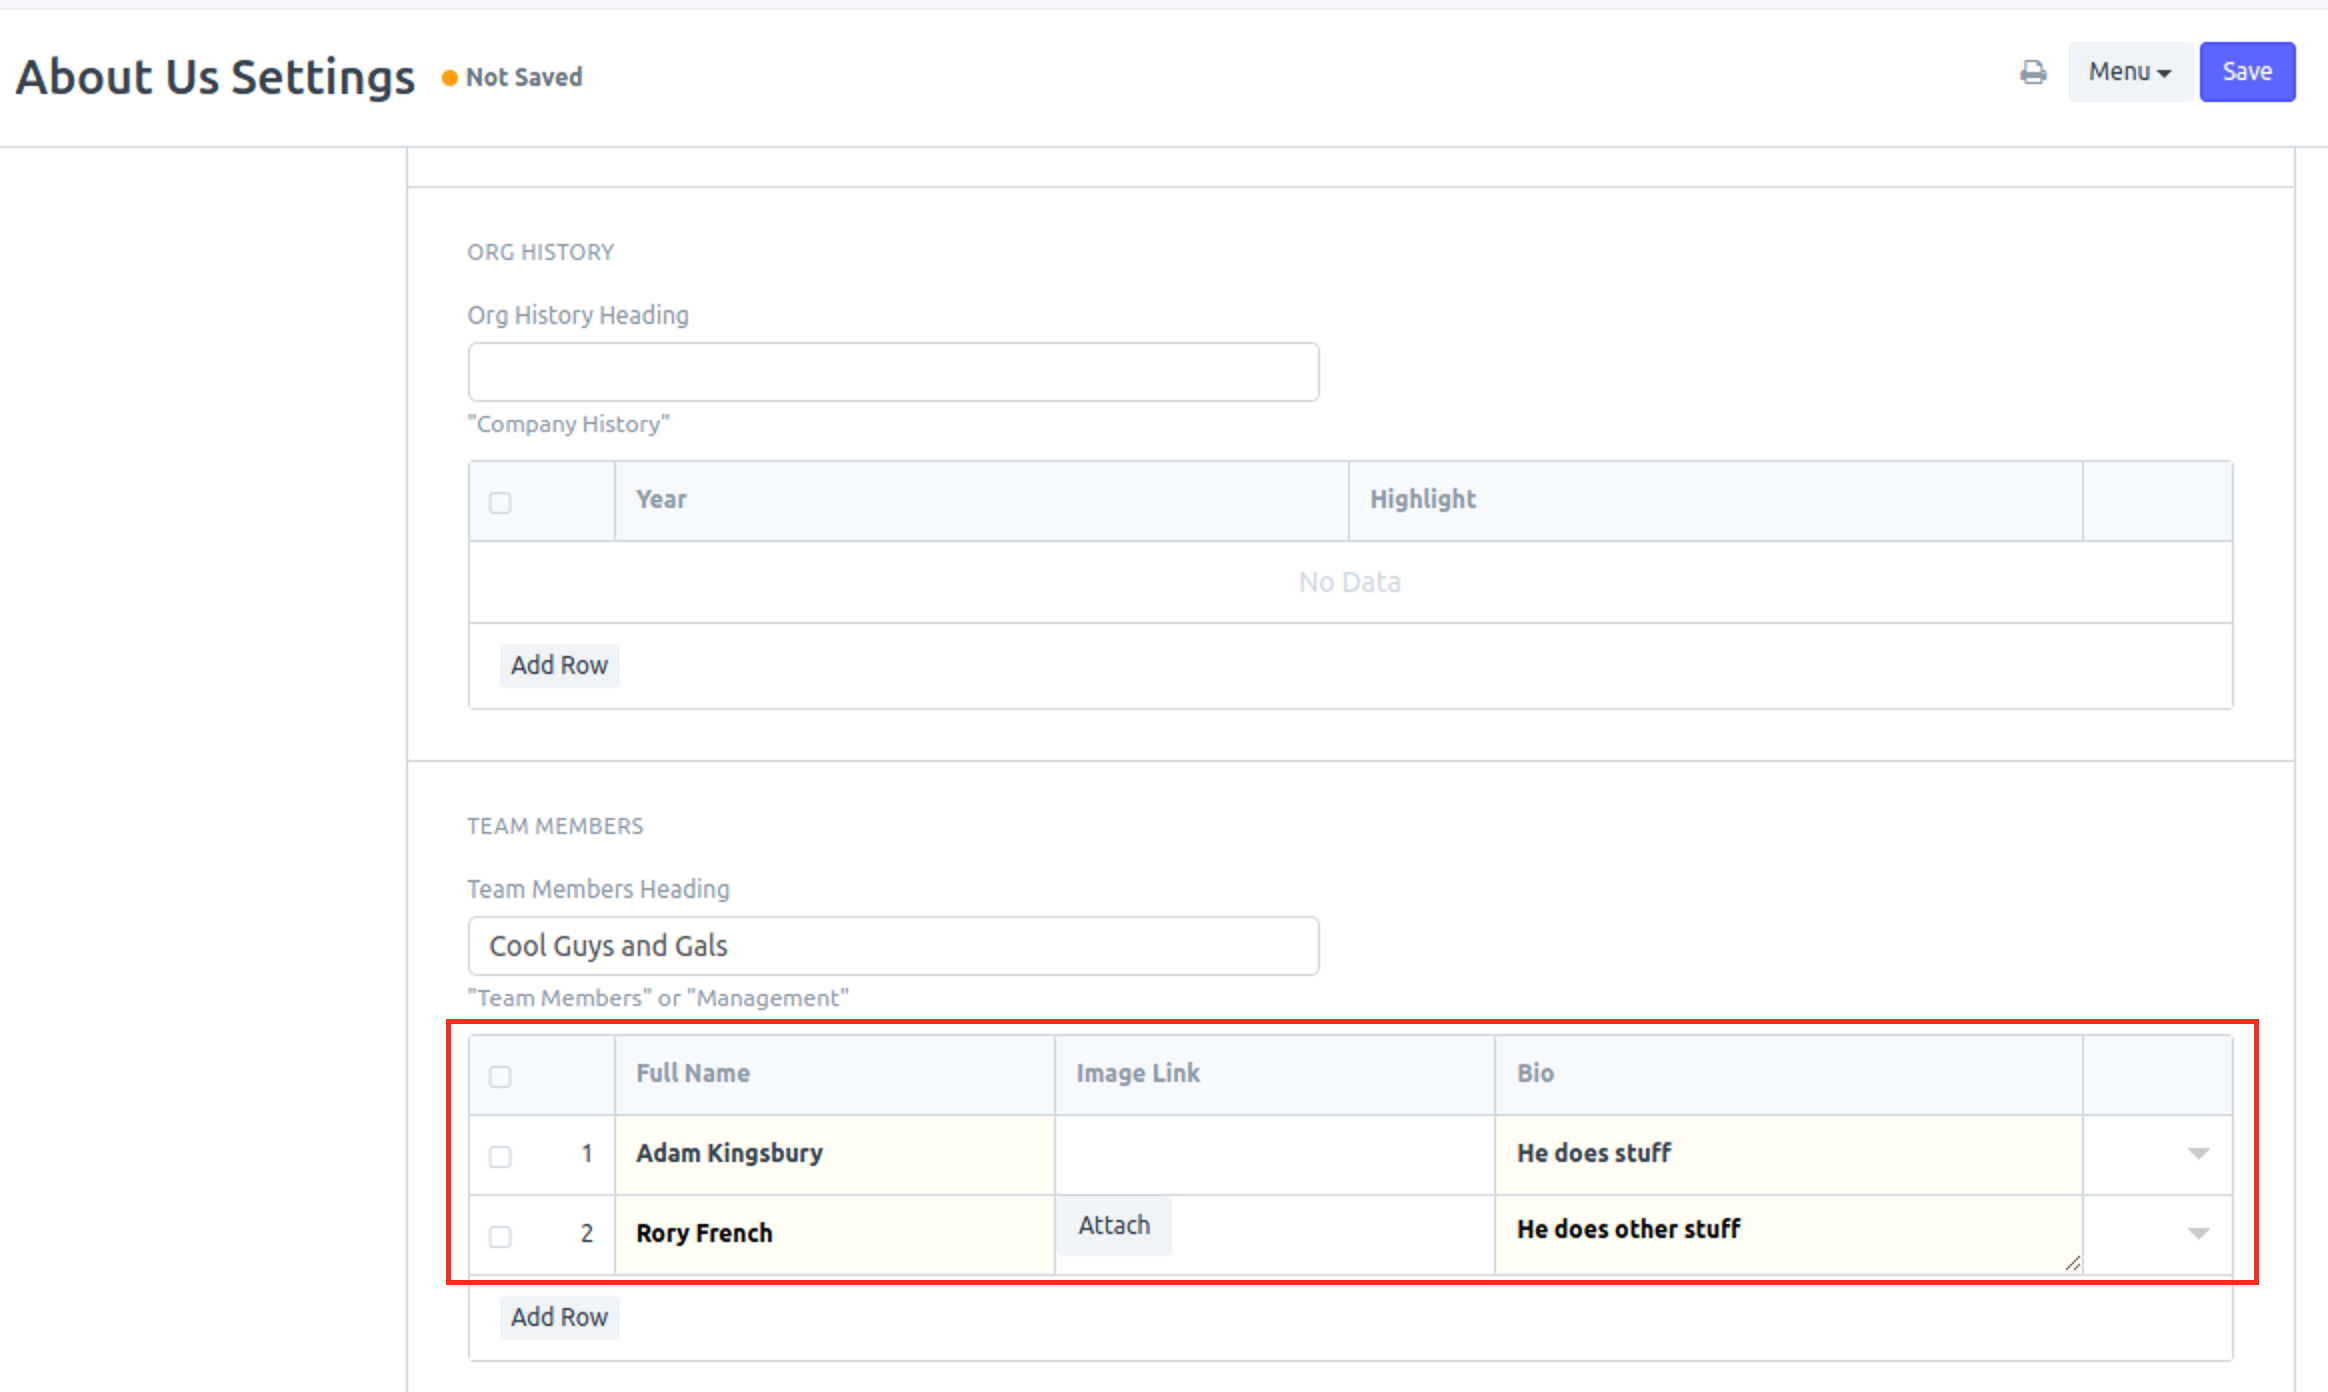 About Us Settings Not Saved Menu Save
ORG HISTORY
Org History Heading
"Company History"
Year Highlight
No Data
Add Row
TEAM MEMBERS
Team Members Heading
Cool Guys and Gals
"Team Members" or "Management"
Full Name Image Link Bio
1 Adam Kingsbury He does stuff
2 Rory French Attach He does other stuff
Add Row